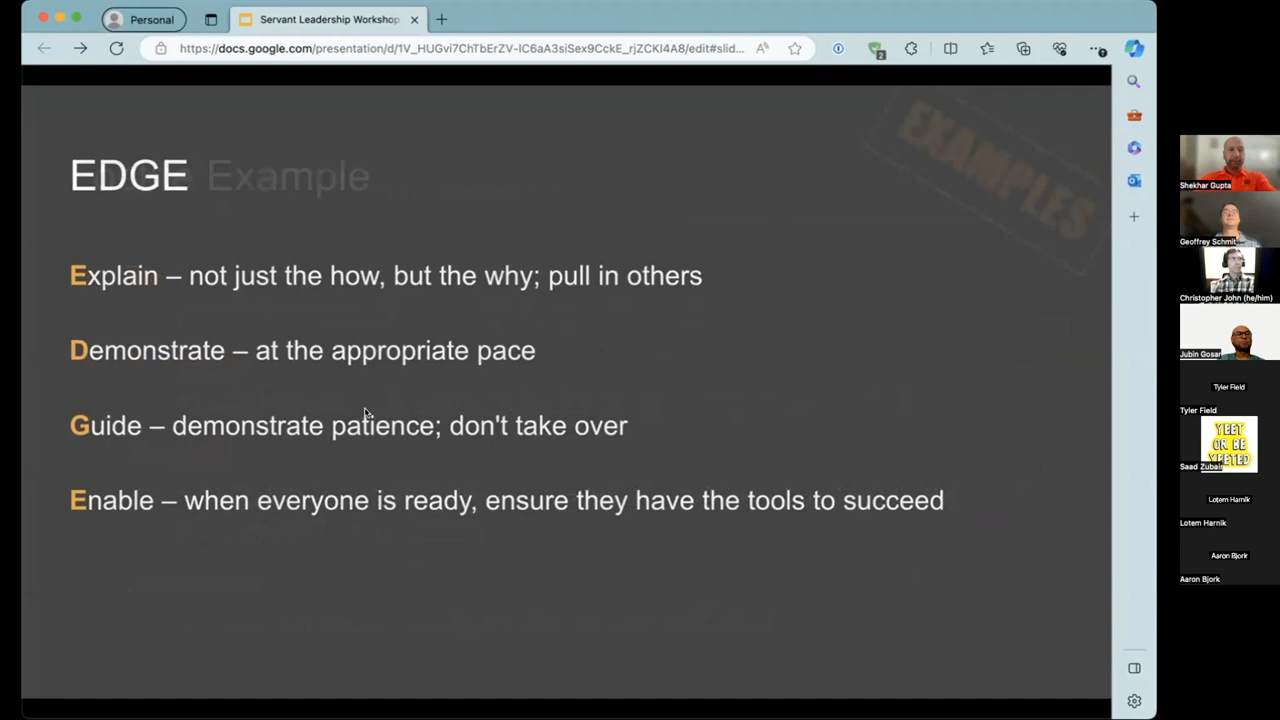 Personal
Servant Leadership Workshop
https://docs.google.com/presentation/d/1V_HUGvi7ChTbErZV-IC6aA3siSex9CckE_rjZCKI4A8/edit#slid...
2
EXAMPLES
EDGE Example
Explain – not just the how, but the why; pull in others
Demonstrate – at the appropriate pace
Guide – demonstrate patience; don't take over
Enable – when everyone is ready, ensure they have the tools to succeed
Shekhar Gupta
Geoffrey Schmit
Christopher John (he/him)
Jubin Gosar
Tyler Field
Tyler Field
YEET
OR BE
YEETED
Saad Zubair
Lotem Harnik
Lotem Harnik
Aaron Bjork
Aaron Bjork